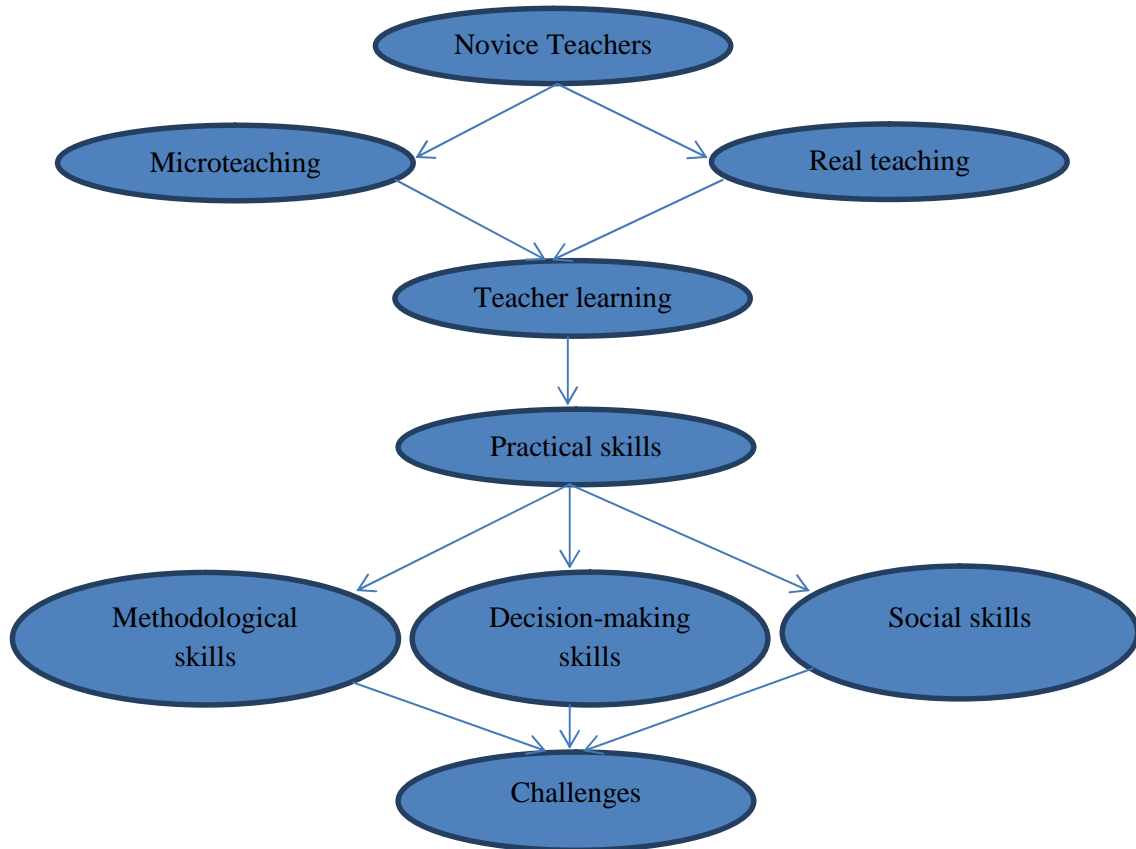 Novice Teachers
Microteaching
Real teaching
Teacher learning
Practical skills
Methodological
skills
Decision-making
skills
Social skills
Challenges